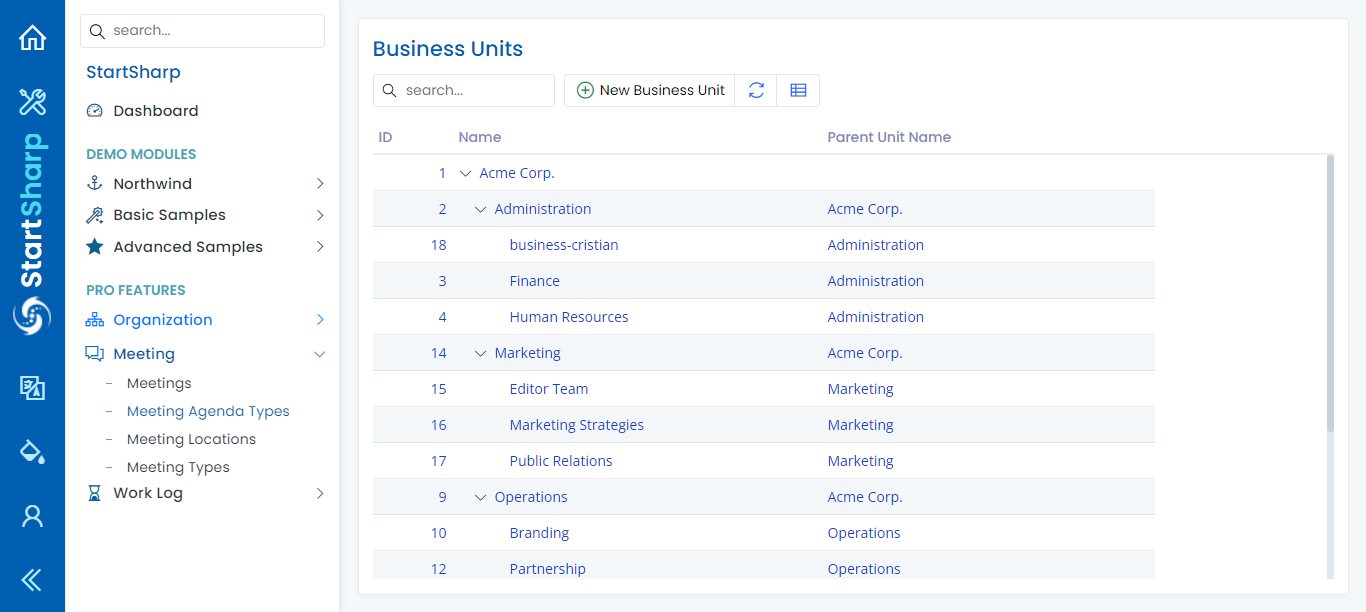 StartSharp
search...
StartSharp
Dashboard
DEMO MODULES
Northwind
Basic Samples
Advanced Samples
PRO FEATURES
Organization
Meeting
– Meetings
– Meeting Agenda Types
– Meeting Locations
– Meeting Types
Work Log
Business Units
search...
New Business Unit
ID Name Parent Unit Name
1 Acme Corp.
2 Administration Acme Corp.
18 business-cristian Administration
3 Finance Administration
4 Human Resources Administration
14 Marketing Acme Corp.
15 Editor Team Marketing
16 Marketing Strategies Marketing
17 Public Relations Marketing
9 Operations Acme Corp.
10 Branding Operations
12 Partnership Operations